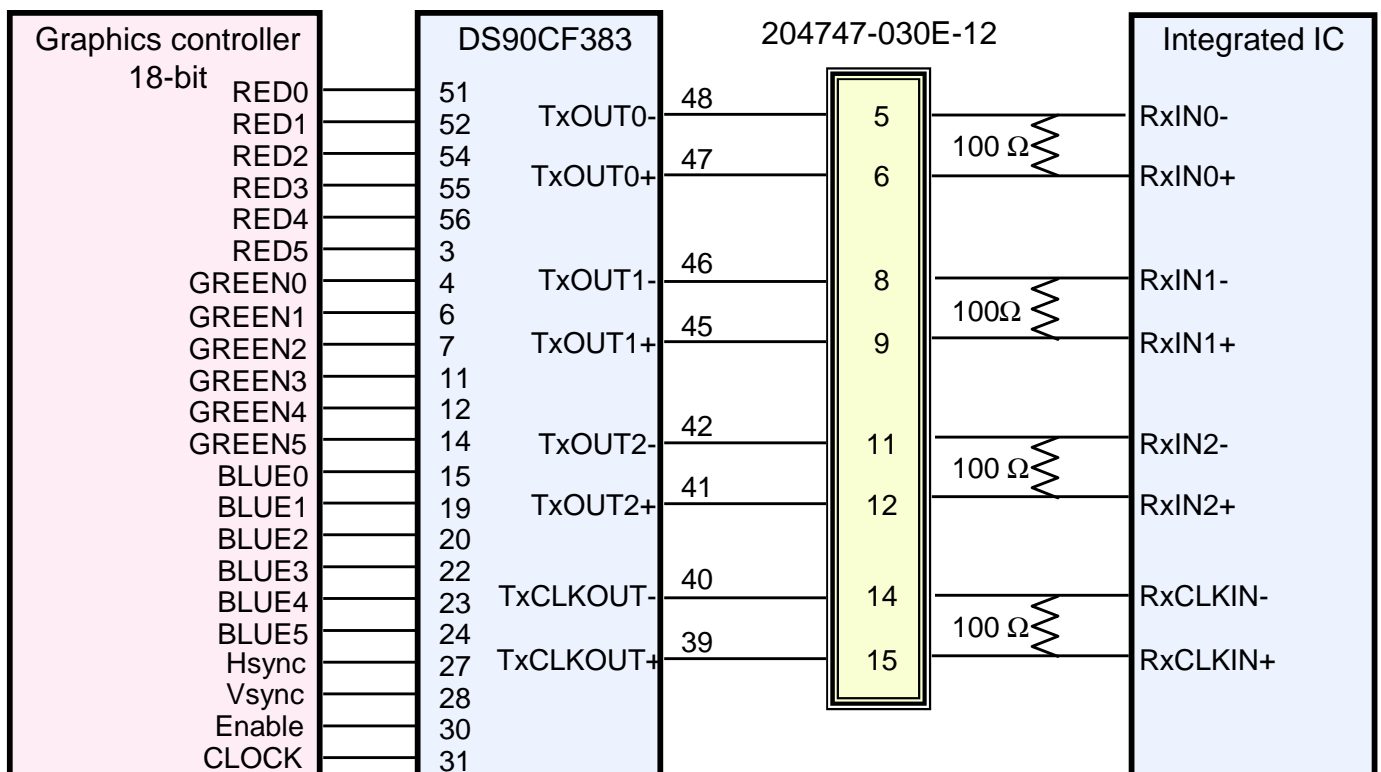 Graphics controller
18-bit
RED0
RED1
RED2
RED3
RED4
RED5
GREEN0
GREEN1
GREEN2
GREEN3
GREEN4
GREEN5
BLUE0
BLUE1
BLUE2
BLUE3
BLUE4
BLUE5
Hsync
Vsync
Enable
CLOCK
DS90CF383
51
52
54
55
56
3
4
6
7
11
12
14
15
19
20
22
23
24
27
28
30
31
TxOUT0-
TxOUT0+
TxOUT1-
TxOUT1+
TxOUT2-
TxOUT2+
TxCLKOUT-
TxCLKOUT+
48
47
46
45
42
41
40
39
204747-030E-12
5
6
8
9
11
12
14
15
100 Ω
100Ω
100 Ω
100 Ω
Integrated IC
RxIN0-
RxIN0+
RxIN1-
RxIN1+
RxIN2-
RxIN2+
RxCLKIN-
RxCLKIN+